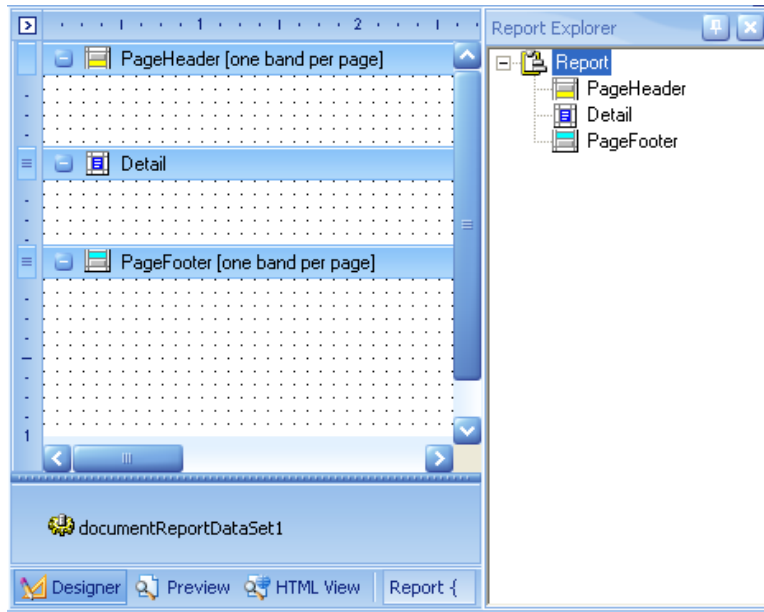 1 2
PageHeader [one band per page]
Detail
PageFooter [one band per page]
1
documentReportDataSet1
Designer Preview HTML View Report {
Report Explorer
Report
PageHeader
Detail
PageFooter